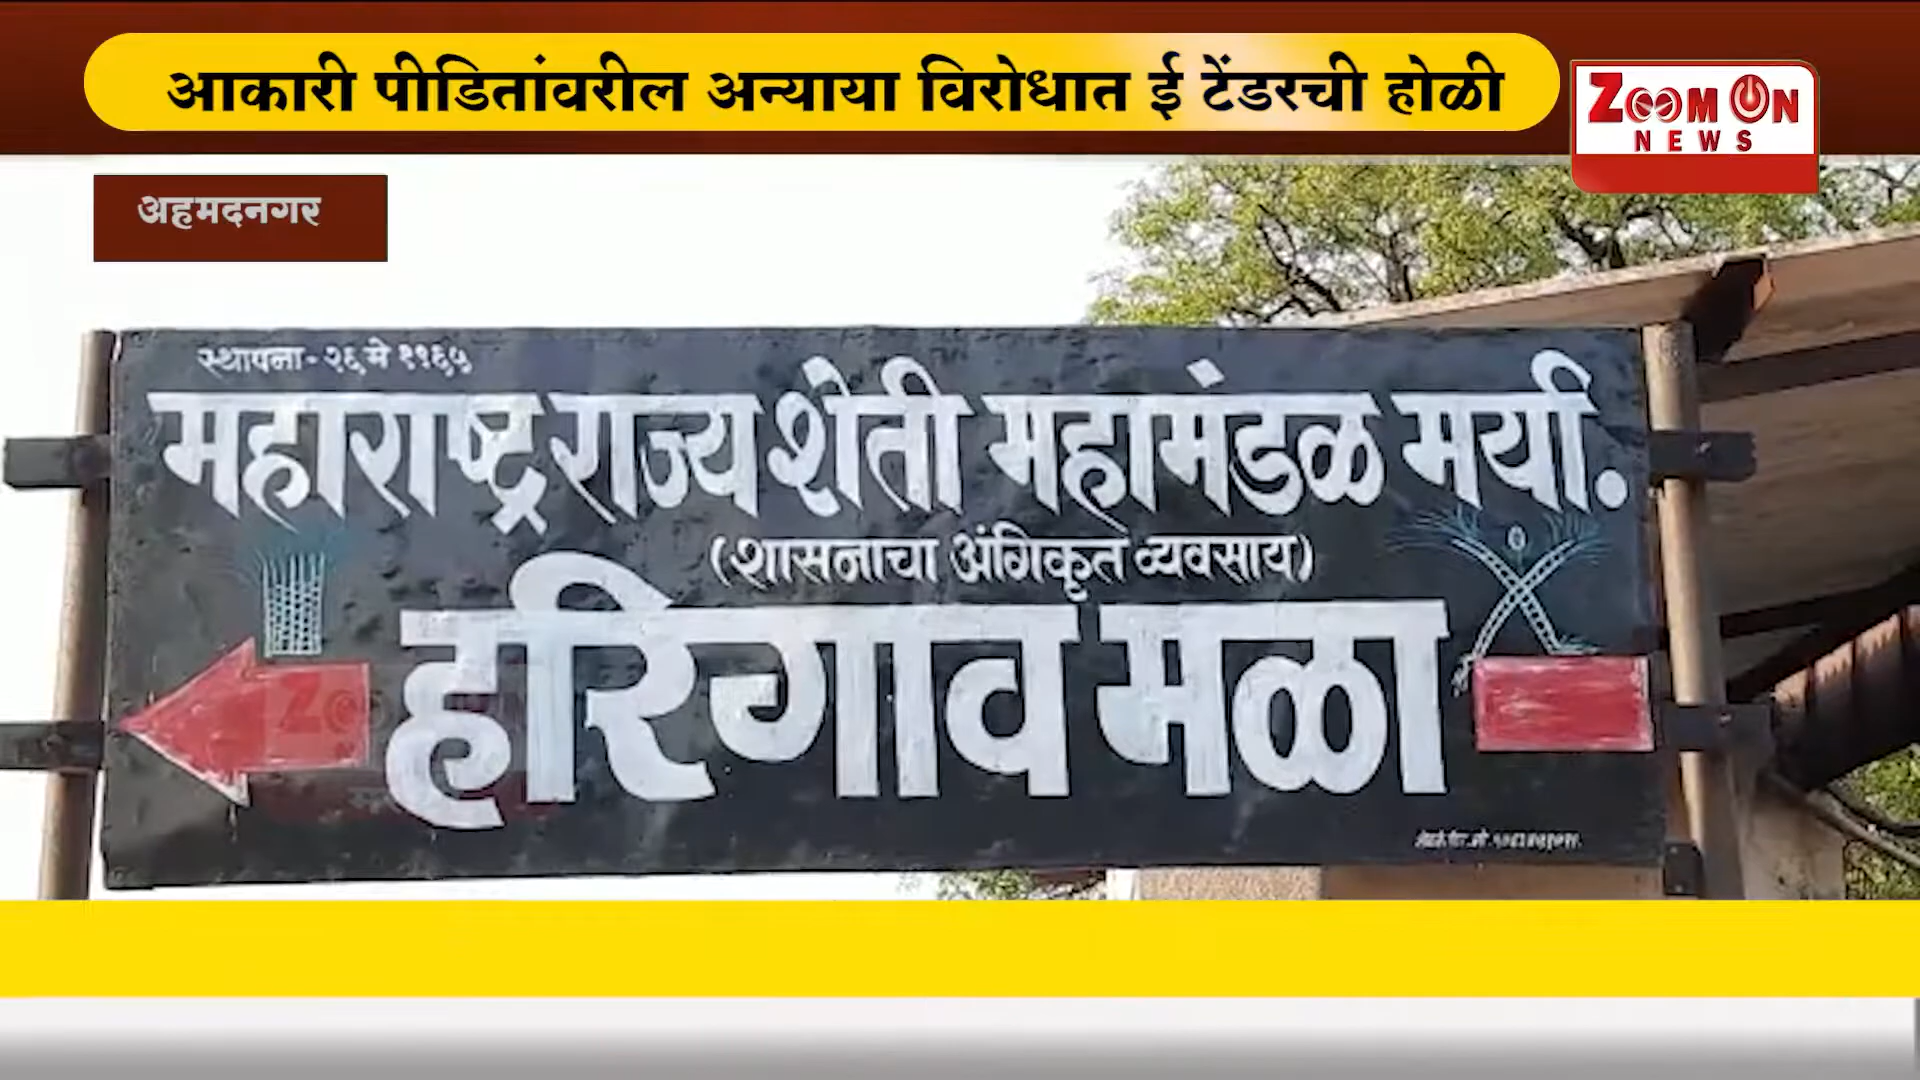 आकारी पीडितांवरील अन्याया विरोधात ई टेंडरची होळी
ZOOM ON
NEWS
अहमदनगर
स्थापना-२६ मे १९६५
महाराष्ट्र राज्य शेती महामंडळ मर्या.
(शासनाचा अंगिकृत व्यवसाय)
हरिगाव मळा